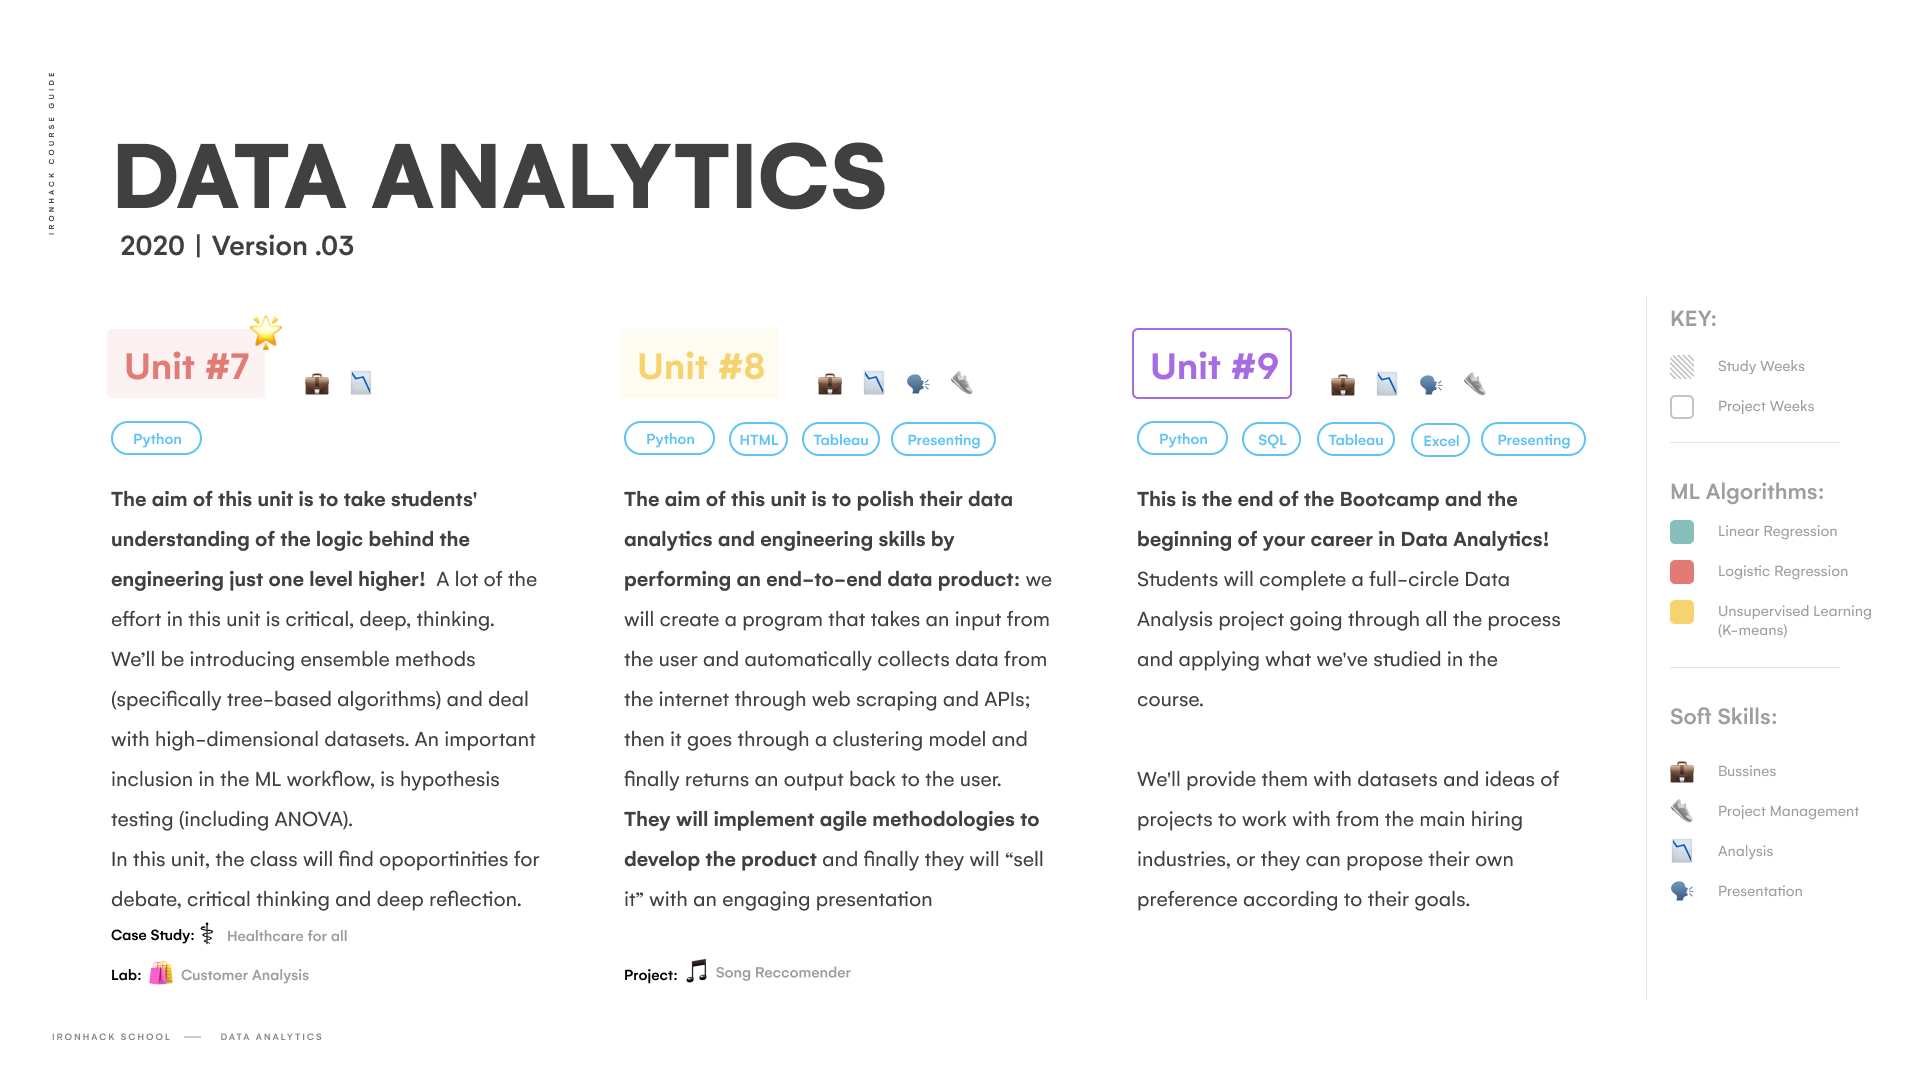 IRONHACK COURSE GUIDE
DATA ANALYTICS
2020 | Version .03
Unit #7
Python
The aim of this unit is to take students'
understanding of the logic behind the
engineering just one level higher! A lot of the
effort in this unit is critical, deep, thinking.
We’ll be introducing ensemble methods
(specifically tree-based algorithms) and deal
with high-dimensional datasets. An important
inclusion in the ML workflow, is hypothesis
testing (including ANOVA).
In this unit, the class will find opoportinities for
debate, critical thinking and deep reflection.
Case Study: Healthcare for all
Lab: Customer Analysis
Unit #8
Python HTML Tableau Presenting
The aim of this unit is to polish their data
analytics and engineering skills by
performing an end-to-end data product: we
will create a program that takes an input from
the user and automatically collects data from
the internet through web scraping and APIs;
then it goes through a clustering model and
finally returns an output back to the user.
They will implement agile methodologies to
develop the product and finally they will “sell
it” with an engaging presentation
Project: Song Reccomender
Unit #9
Python SQL Tableau Excel Presenting
This is the end of the Bootcamp and the
beginning of your career in Data Analytics!
Students will complete a full-circle Data
Analysis project going through all the process
and applying what we've studied in the
course.
We'll provide them with datasets and ideas of
projects to work with from the main hiring
industries, or they can propose their own
preference according to their goals.
KEY:
Study Weeks
Project Weeks
ML Algorithms:
Linear Regression
Logistic Regression
Unsupervised Learning
(K-means)
Soft Skills:
Bussines
Project Management
Analysis
Presentation
IRONHACK SCHOOL — DATA ANALYTICS